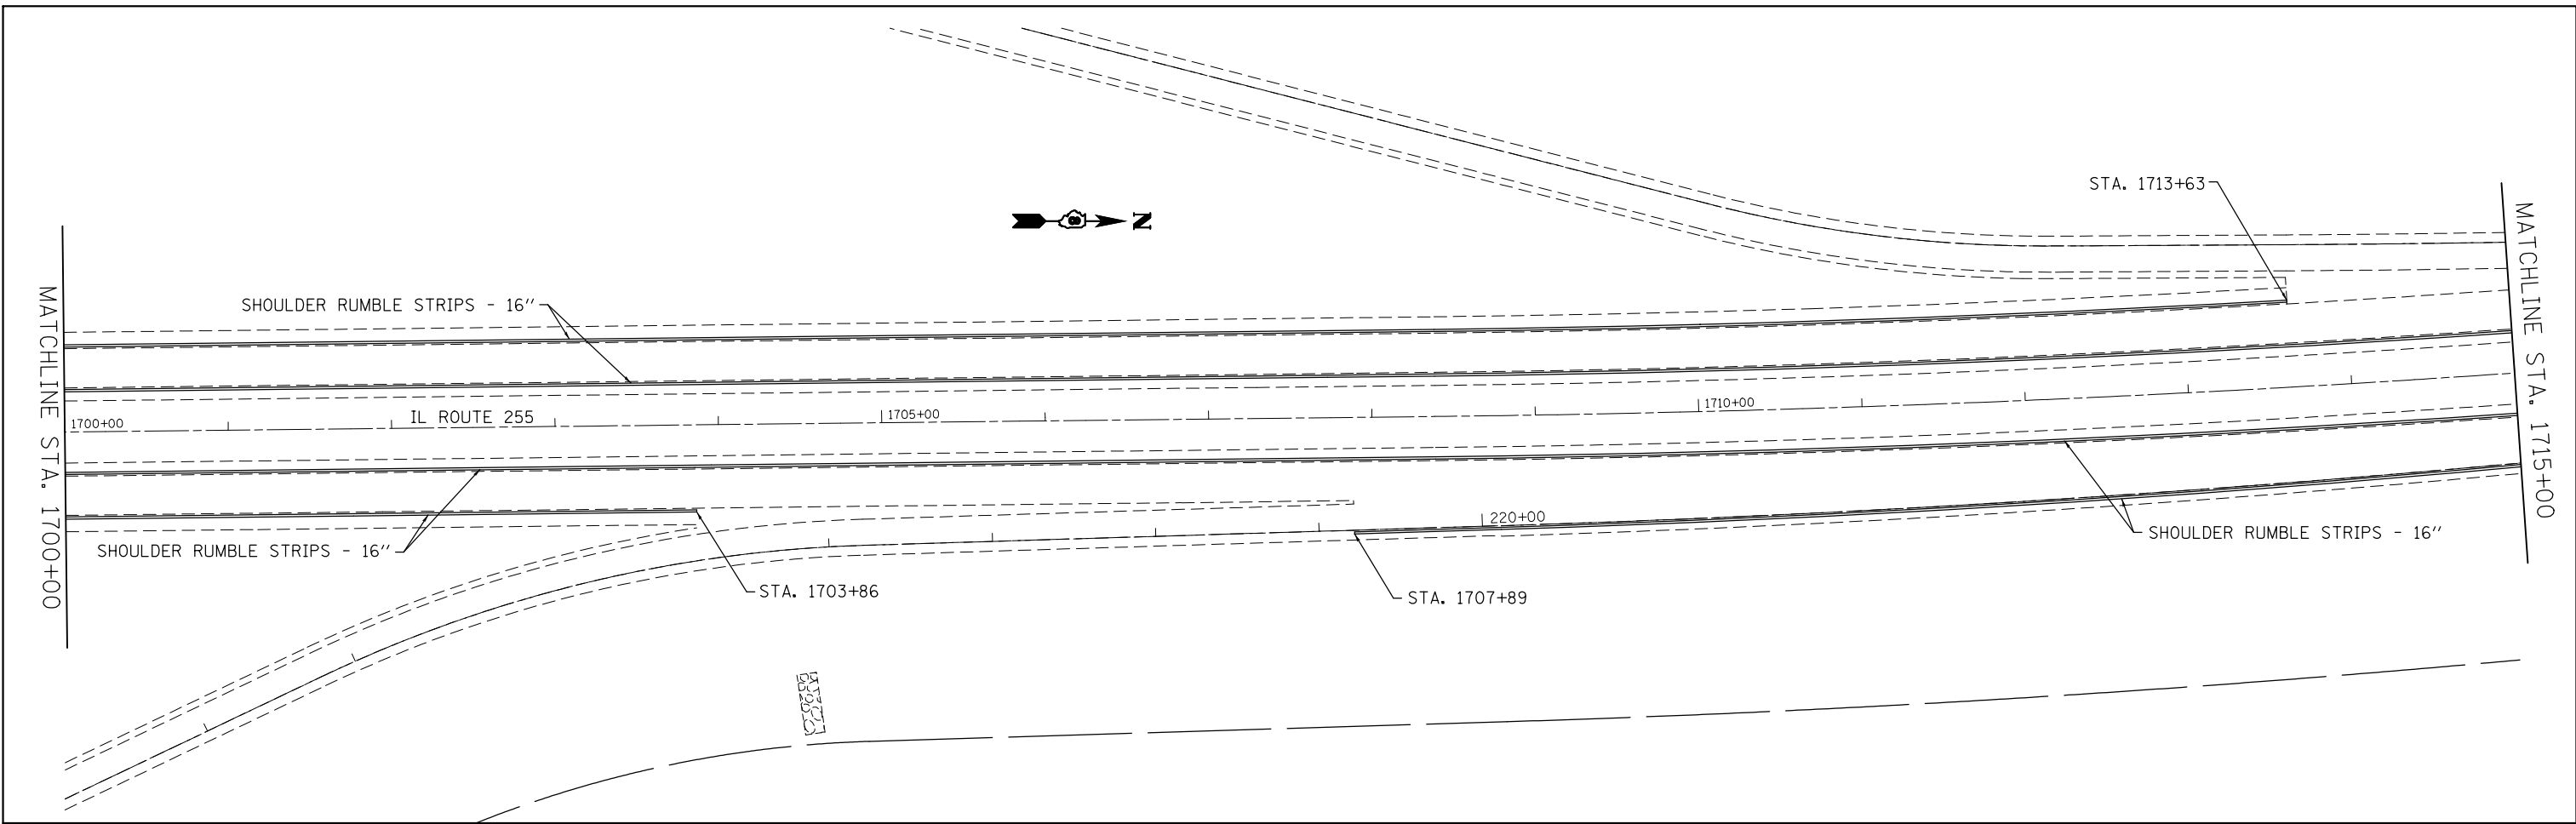 STA. 1713+63
N
MATCHLINE STA. 1700+00
MATCHLINE STA. 1715+00
SHOULDER RUMBLE STRIPS - 16"
1700+00
IL ROUTE 255
1705+00
1710+00
220+00
SHOULDER RUMBLE STRIPS - 16"
SHOULDER RUMBLE STRIPS - 16"
STA. 1703+86
STA. 1707+89